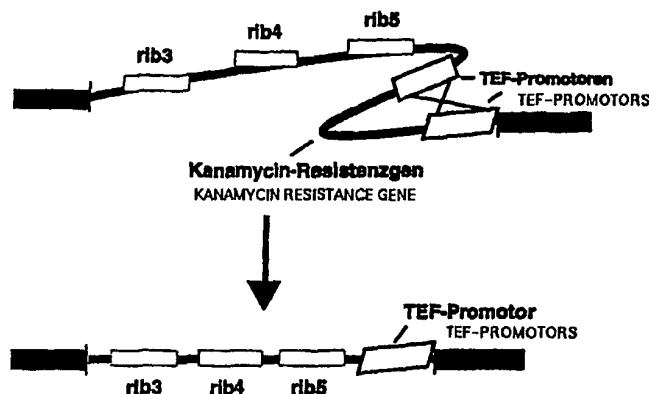 rib5
rib4
rib3
TEF-Promotoren
TEF-PROMOTORS
Kanamycin-Resistenzgen
KANAMYCIN RESISTANCE GENE
TEF-Promotor
TEF-PROMOTORS
rib3 rib4 rib5